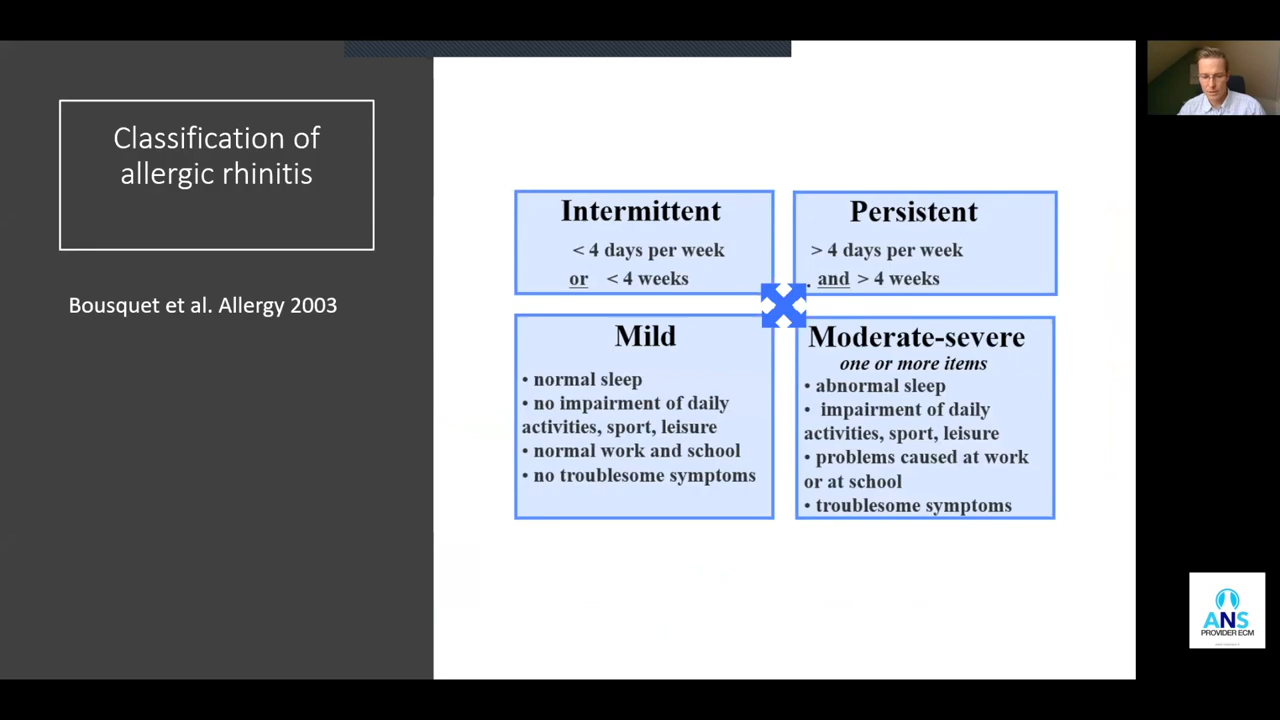 Classification of
allergic rhinitis
Bousquet et al. Allergy 2003
Intermittent
< 4 days per week
or < 4 weeks
Persistent
> 4 days per week
. and > 4 weeks
Mild
• normal sleep
• no impairment of daily
activities, sport, leisure
• normal work and school
• no troublesome symptoms
Moderate-severe
one or more items
• abnormal sleep
• impairment of daily
activities, sport, leisure
• problems caused at work
or at school
• troublesome symptoms
ANS
PROVIDER ECM